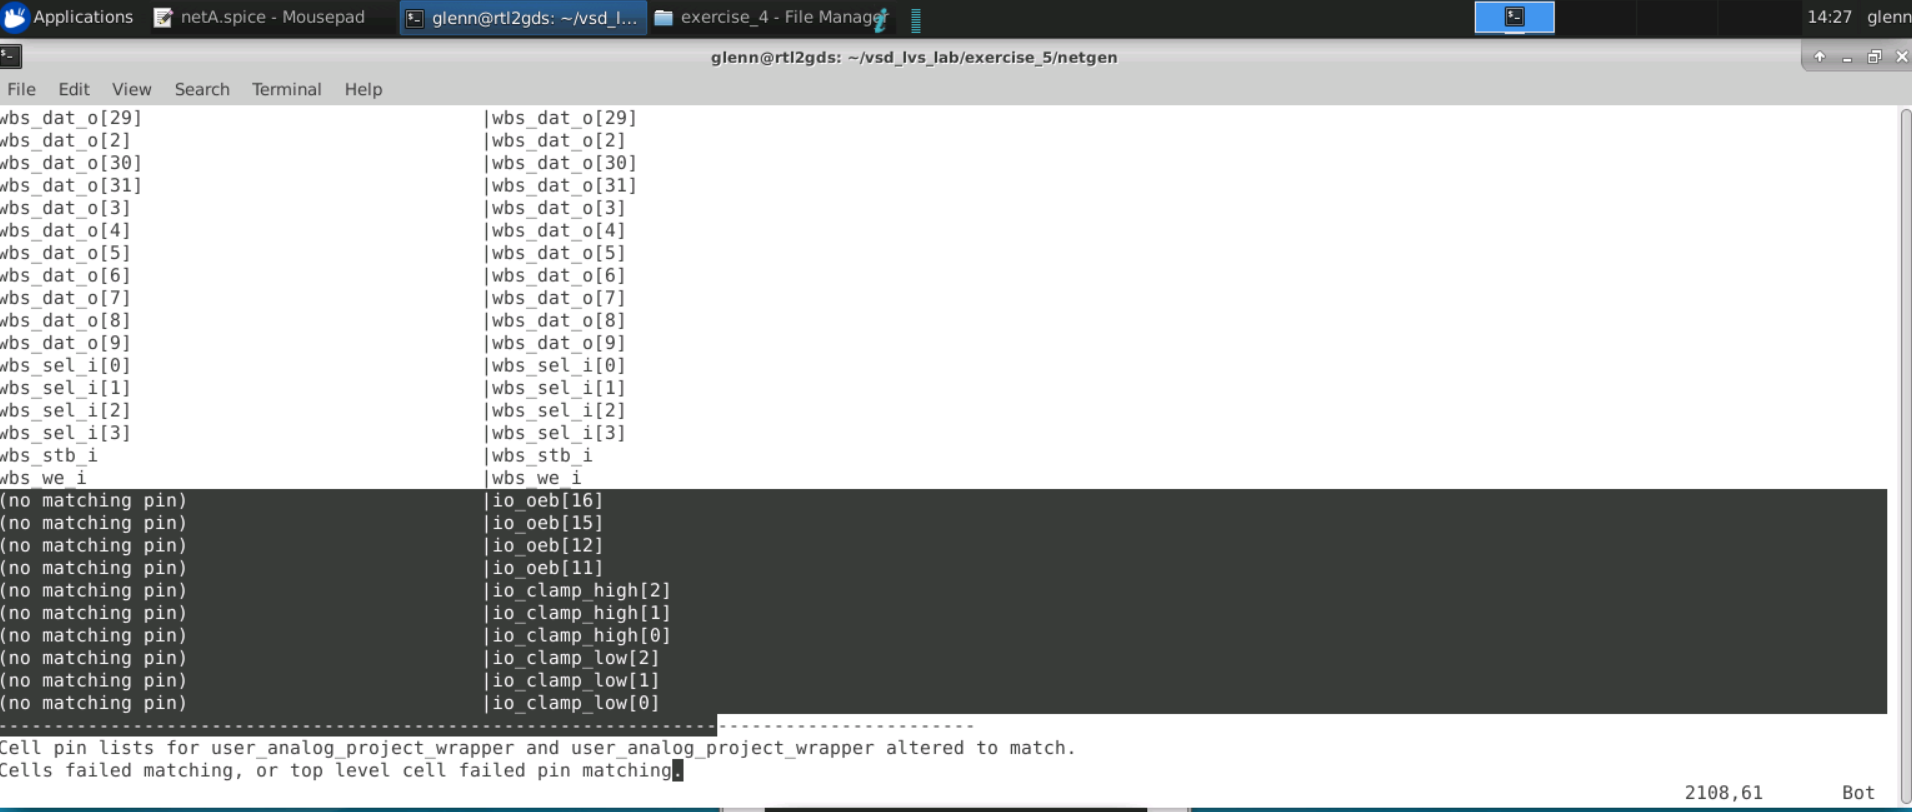 Applications netA.spice - Mousepad glenn@rtl2gds: ~/vsd_l... exercise_4 - File Manager 14:27 glenn
glenn@rtl2gds: ~/vsd_lvs_lab/exercise_5/netgen
File Edit View Search Terminal Help
wbs_dat_o[29] |wbs_dat_o[29]
wbs_dat_o[2] |wbs_dat_o[2]
wbs_dat_o[30] |wbs_dat_o[30]
wbs_dat_o[31] |wbs_dat_o[31]
wbs_dat_o[3] |wbs_dat_o[3]
wbs_dat_o[4] |wbs_dat_o[4]
wbs_dat_o[5] |wbs_dat_o[5]
wbs_dat_o[6] |wbs_dat_o[6]
wbs_dat_o[7] |wbs_dat_o[7]
wbs_dat_o[8] |wbs_dat_o[8]
wbs_dat_o[9] |wbs_dat_o[9]
wbs_sel_i[0] |wbs_sel_i[0]
wbs_sel_i[1] |wbs_sel_i[1]
wbs_sel_i[2] |wbs_sel_i[2]
wbs_sel_i[3] |wbs_sel_i[3]
wbs_stb_i |wbs_stb_i
wbs_we_i |wbs_we_i
(no matching pin) |io_oeb[16]
(no matching pin) |io_oeb[15]
(no matching pin) |io_oeb[12]
(no matching pin) |io_oeb[11]
(no matching pin) |io_clamp_high[2]
(no matching pin) |io_clamp_high[1]
(no matching pin) |io_clamp_high[0]
(no matching pin) |io_clamp_low[2]
(no matching pin) |io_clamp_low[1]
(no matching pin) |io_clamp_low[0]
---------------------------------------------------------------------------------------
Cell pin lists for user_analog_project_wrapper and user_analog_project_wrapper altered to match.
Cells failed matching, or top level cell failed pin matching.
2108,61 Bot